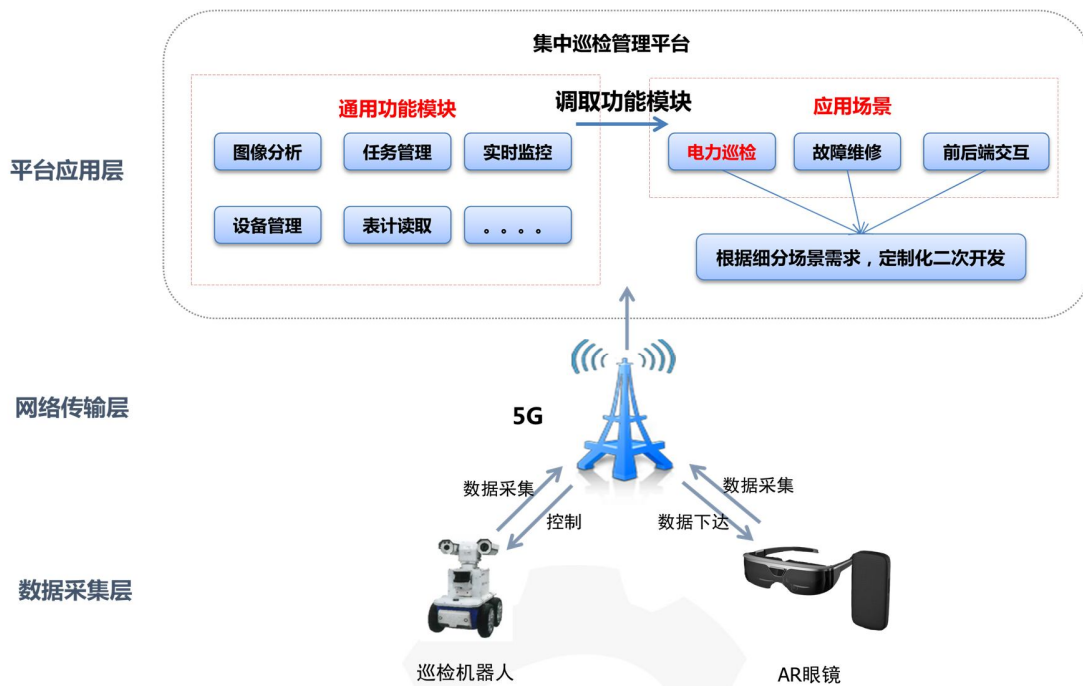 集中巡检管理平台
通用功能模块
调取功能模块
应用场景
图像分析
任务管理
实时监控
电力巡检
故障维修
前后端交互
平台应用层
设备管理
表计读取
。。。。
根据细分场景需求，定制化二次开发
网络传输层
5G
数据采集
控制
数据采集
数据下达
数据采集层
巡检机器人
AR眼镜